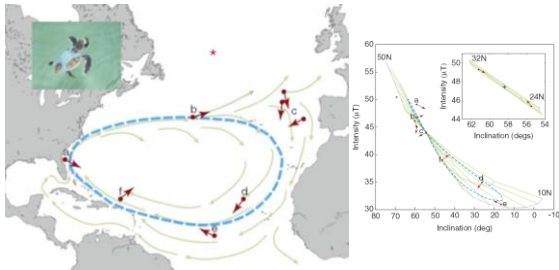 b
c
a
f
d
e
60
55
50
45
40
35
30
80
70
60
50
40
30
20
10
0
-10
Intensity (µT)
Inclination (deg)
50N
10N
a
b
d
e
50
48
46
44
62
60
58
56
54
32N
24N
Intensity (µT)
Inclination (degs)